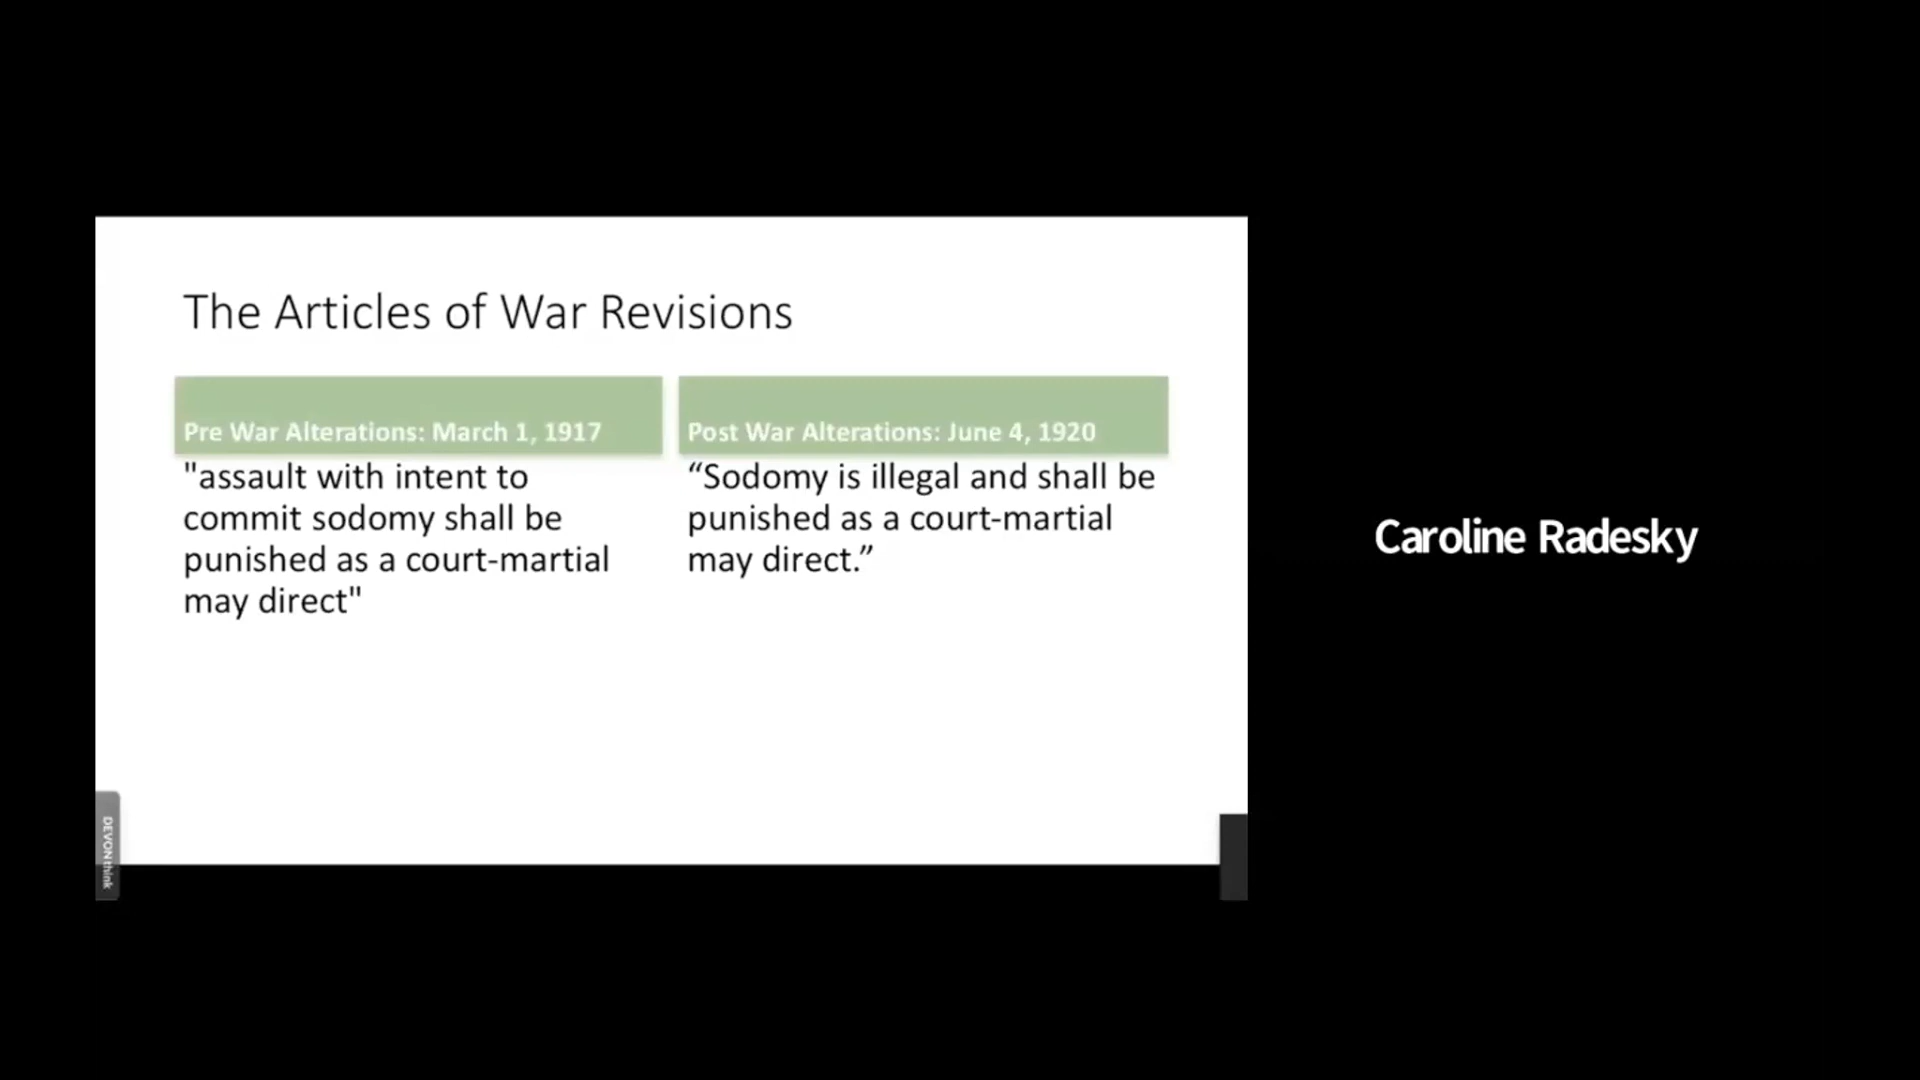 The Articles of War Revisions
Pre War Alterations: March 1, 1917
"assault with intent to
commit sodomy shall be
punished as a court-martial
may direct"
Post War Alterations: June 4, 1920
“Sodomy is illegal and shall be
punished as a court-martial
may direct.”
Caroline Radesky
DEVONthink